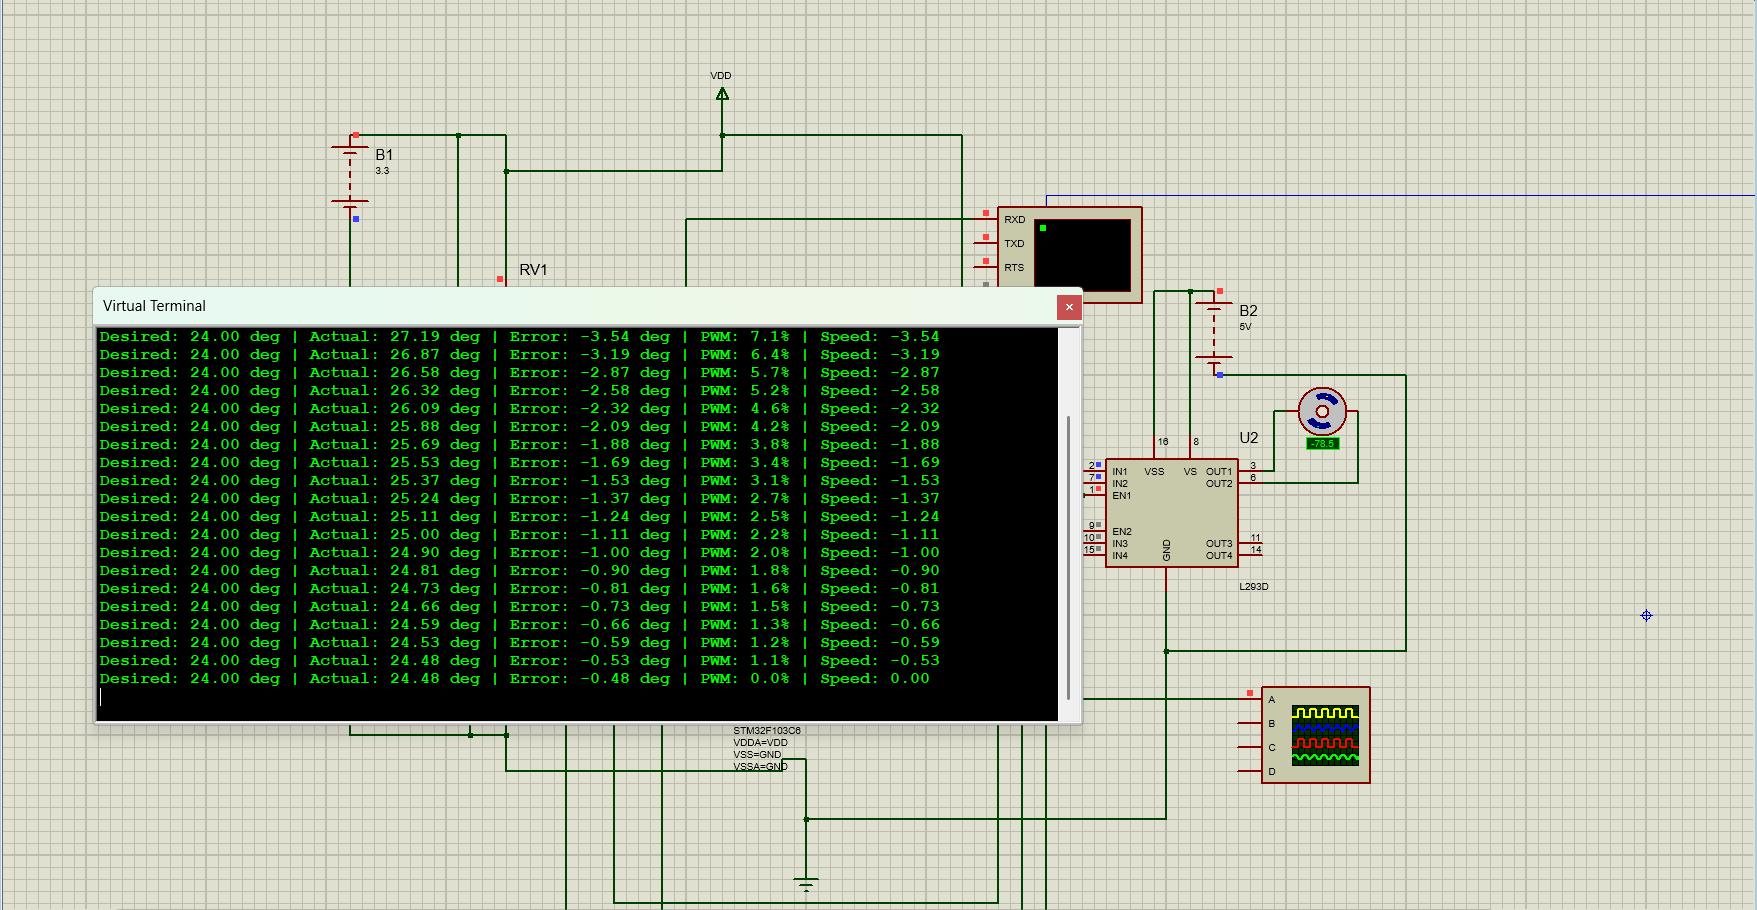 VDD
B1
3.3
RV1
RXD
TXD
RTS
Virtual Terminal
Desired: 24.00 deg | Actual: 27.19 deg | Error: -3.54 deg | PWM: 7.1% | Speed: -3.54
Desired: 24.00 deg | Actual: 26.87 deg | Error: -3.19 deg | PWM: 6.4% | Speed: -3.19
Desired: 24.00 deg | Actual: 26.58 deg | Error: -2.87 deg | PWM: 5.7% | Speed: -2.87
Desired: 24.00 deg | Actual: 26.32 deg | Error: -2.58 deg | PWM: 5.2% | Speed: -2.58
Desired: 24.00 deg | Actual: 26.09 deg | Error: -2.32 deg | PWM: 4.6% | Speed: -2.32
Desired: 24.00 deg | Actual: 25.88 deg | Error: -2.09 deg | PWM: 4.2% | Speed: -2.09
Desired: 24.00 deg | Actual: 25.69 deg | Error: -1.88 deg | PWM: 3.8% | Speed: -1.88
Desired: 24.00 deg | Actual: 25.53 deg | Error: -1.69 deg | PWM: 3.4% | Speed: -1.69
Desired: 24.00 deg | Actual: 25.37 deg | Error: -1.53 deg | PWM: 3.1% | Speed: -1.53
Desired: 24.00 deg | Actual: 25.24 deg | Error: -1.37 deg | PWM: 2.7% | Speed: -1.37
Desired: 24.00 deg | Actual: 25.11 deg | Error: -1.24 deg | PWM: 2.5% | Speed: -1.24
Desired: 24.00 deg | Actual: 25.00 deg | Error: -1.11 deg | PWM: 2.2% | Speed: -1.11
Desired: 24.00 deg | Actual: 24.90 deg | Error: -1.00 deg | PWM: 2.0% | Speed: -1.00
Desired: 24.00 deg | Actual: 24.81 deg | Error: -0.90 deg | PWM: 1.8% | Speed: -0.90
Desired: 24.00 deg | Actual: 24.73 deg | Error: -0.81 deg | PWM: 1.6% | Speed: -0.81
Desired: 24.00 deg | Actual: 24.66 deg | Error: -0.73 deg | PWM: 1.5% | Speed: -0.73
Desired: 24.00 deg | Actual: 24.59 deg | Error: -0.66 deg | PWM: 1.3% | Speed: -0.66
Desired: 24.00 deg | Actual: 24.53 deg | Error: -0.59 deg | PWM: 1.2% | Speed: -0.59
Desired: 24.00 deg | Actual: 24.48 deg | Error: -0.53 deg | PWM: 1.1% | Speed: -0.53
Desired: 24.00 deg | Actual: 24.48 deg | Error: -0.48 deg | PWM: 0.0% | Speed: 0.00
B2
5V
-78.5
U2
16 8
2 IN1 VSS VS OUT1 3
7 IN2 OUT2 6
1 EN1
9 EN2
10 IN3 OUT3 11
15 IN4 OUT4 14
GND
L293D
A
B
C
D
STM32F103C6
VDDA=VDD
VSS=GND
VSSA=GND